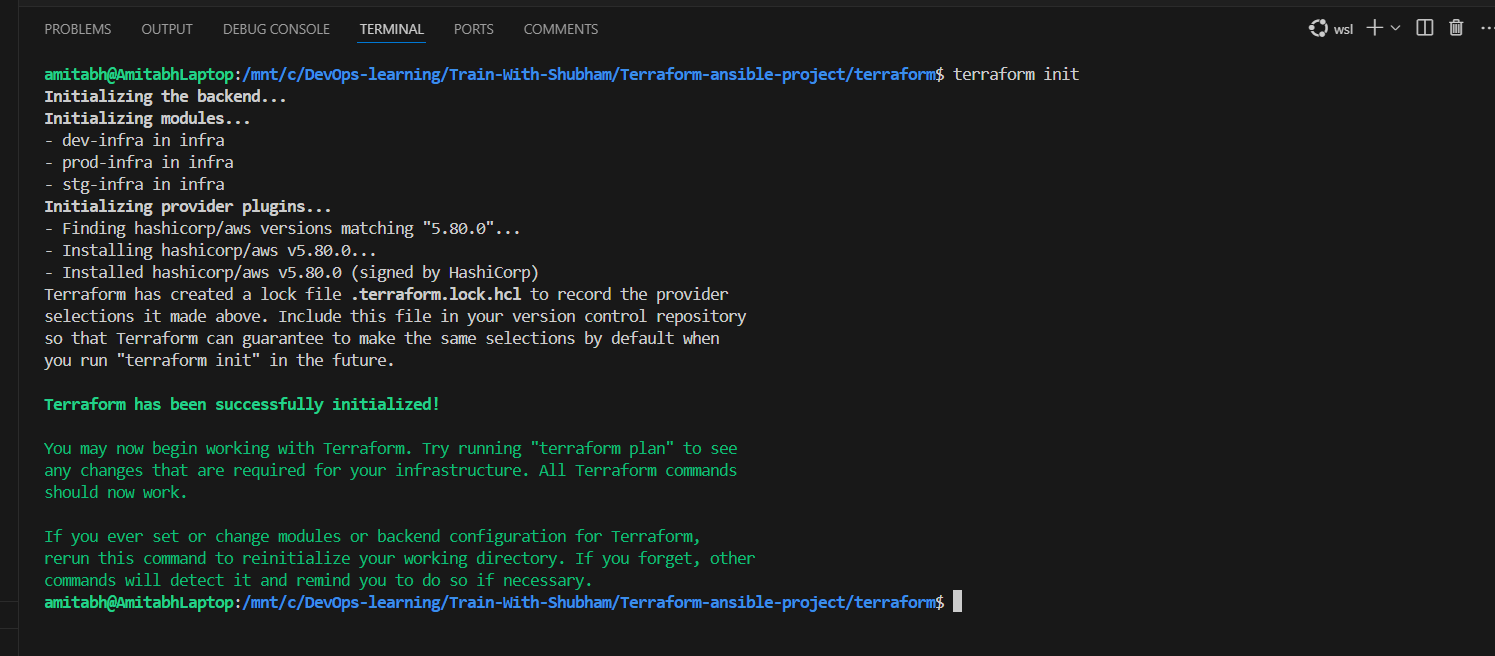 PROBLEMS OUTPUT DEBUG CONSOLE TERMINAL PORTS COMMENTS wsl
amitabh@AmitabhLaptop:/mnt/c/DevOps-learning/Train-With-Shubham/Terraform-ansible-project/terraform$ terraform init
Initializing the backend...
Initializing modules...
- dev-infra in infra
- prod-infra in infra
- stg-infra in infra
Initializing provider plugins...
- Finding hashicorp/aws versions matching "5.80.0"...
- Installing hashicorp/aws v5.80.0...
- Installed hashicorp/aws v5.80.0 (signed by HashiCorp)
Terraform has created a lock file .terraform.lock.hcl to record the provider
selections it made above. Include this file in your version control repository
so that Terraform can guarantee to make the same selections by default when
you run "terraform init" in the future.
Terraform has been successfully initialized!
You may now begin working with Terraform. Try running "terraform plan" to see
any changes that are required for your infrastructure. All Terraform commands
should now work.
If you ever set or change modules or backend configuration for Terraform,
rerun this command to reinitialize your working directory. If you forget, other
commands will detect it and remind you to do so if necessary.
amitabh@AmitabhLaptop:/mnt/c/DevOps-learning/Train-With-Shubham/Terraform-ansible-project/terraform$